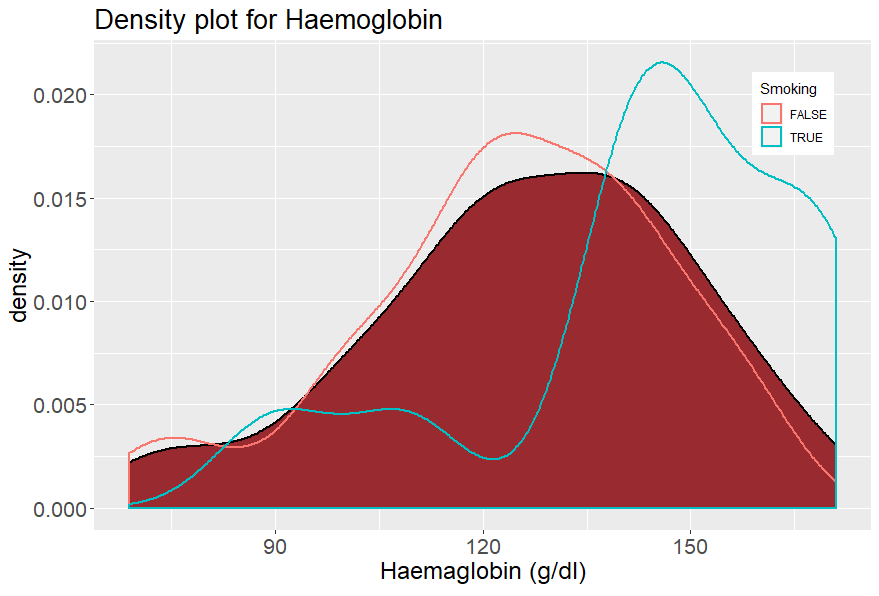 Density plot for Haemoglobin
Smoking
FALSE
TRUE
0.020
0.015
0.010
0.005
0.000
density
90 120 150
Haemaglobin (g/dl)